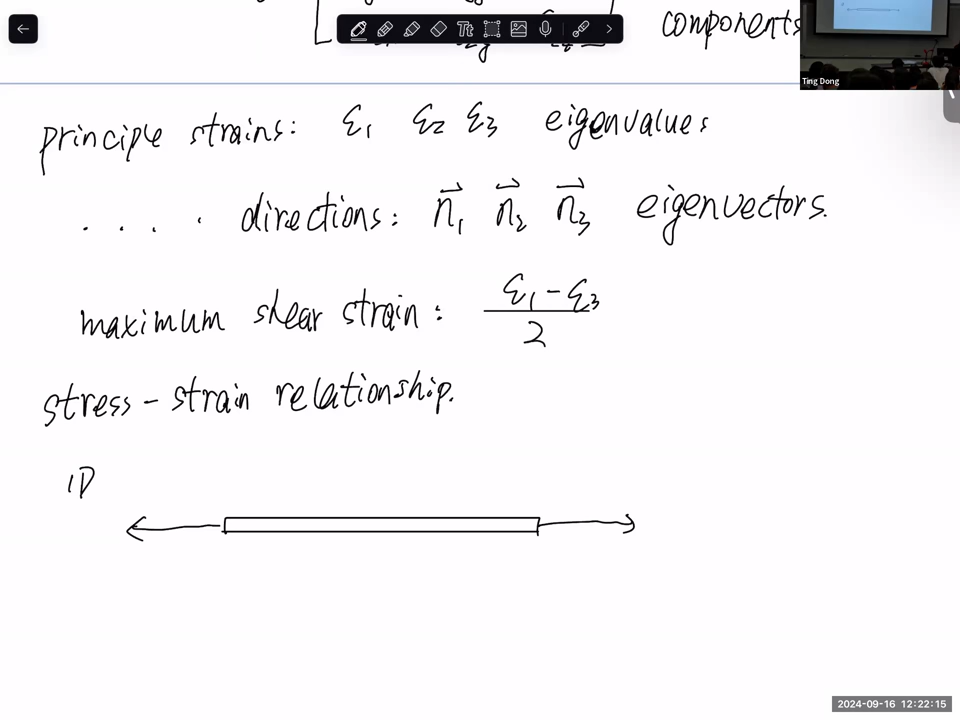 components
Tt
Ting Dong
principle strains: ε1 ε2 ε3 eigenvalues
. . . . directions: n⃗1 n⃗2 n⃗3 eigenvectors.
maximum shear strain: (ε1 - ε3) / 2
stress - strain relationship.
1D
2024-09-16 12:22:15